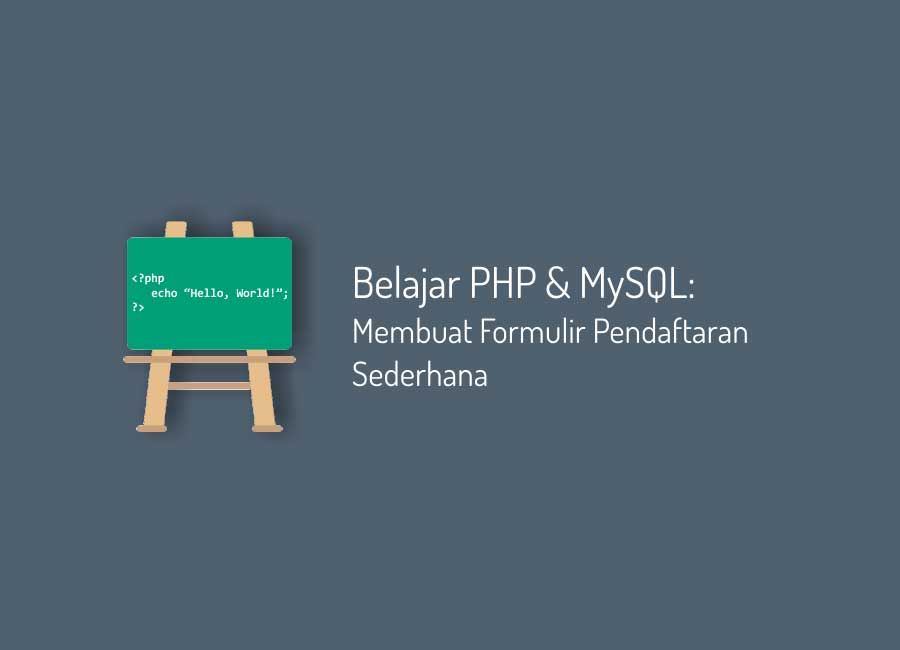 <?php
echo “Hello, World!”;
?>
Belajar PHP & MySQL:
Membuat Formulir Pendaftaran
Sederhana